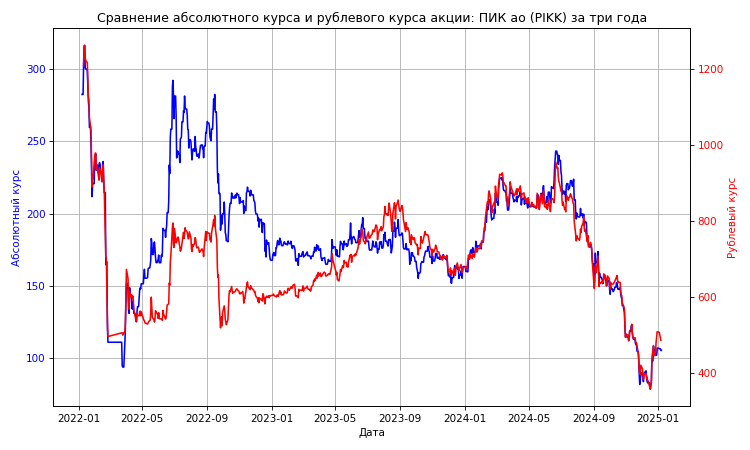 Сравнение абсолютного курса и рублевого курса акции: ПИК ао (PIKK) за три года
Абсолютный курс
300
250
200
150
100
1200
1000
800
600
400
Рублевый курс
2022-01 2022-05 2022-09 2023-01 2023-05 2023-09 2024-01 2024-05 2024-09 2025-01
Дата